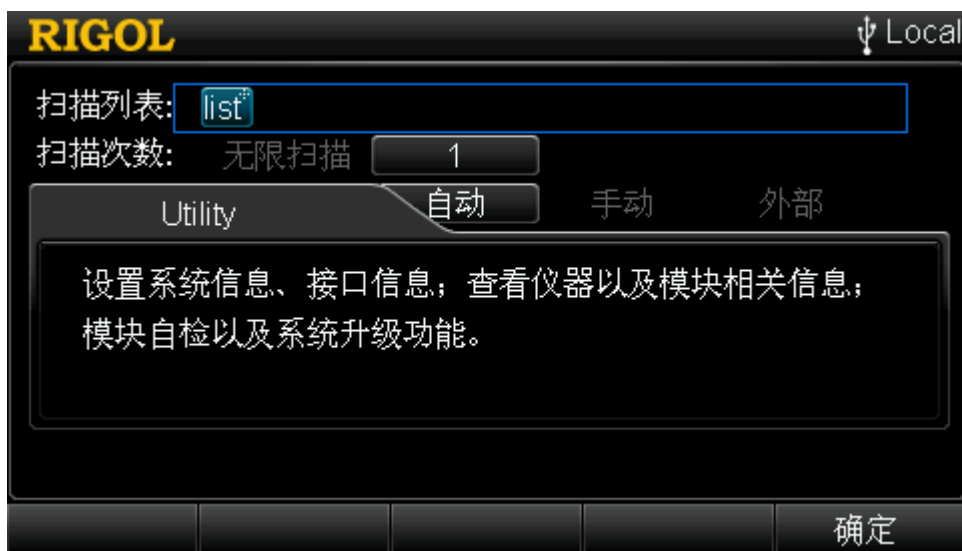 RIGOL Local
扫描列表: list
扫描次数: 无限扫描 1
Utility 自动 手动 外部
设置系统信息、接口信息；查看仪器以及模块相关信息；
模块自检以及系统升级功能。
确定